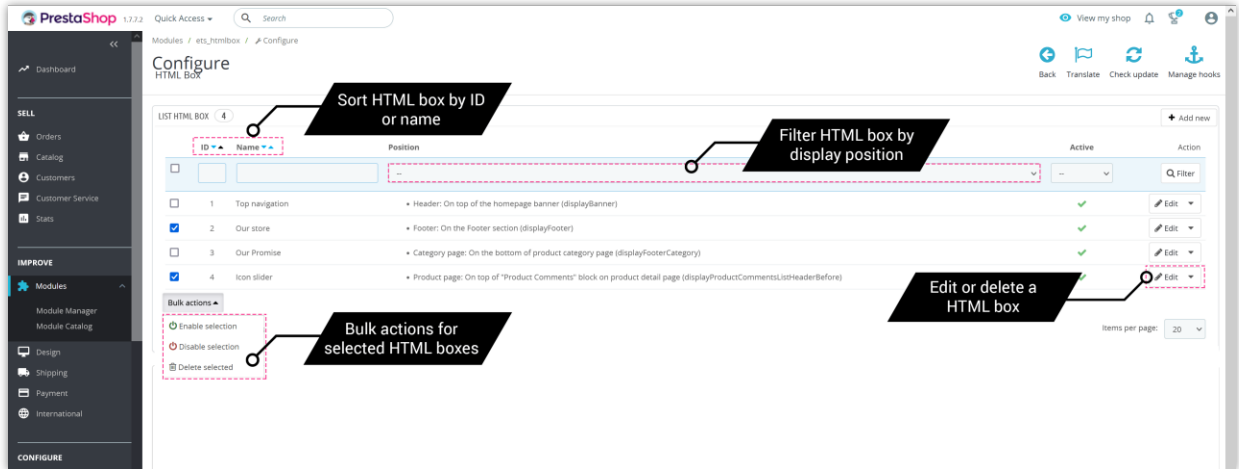 PrestaShop 1.7.7.2 Quick Access Search View my shop 2
Modules / ets_htmlbox / Configure
Configure
HTML Box
Back Translate Check update Manage hooks
Dashboard
SELL
Orders
Catalog
Customers
Customer Service
Stats
IMPROVE
Modules
Module Manager
Module Catalog
Design
Shipping
Payment
International
CONFIGURE
Sort HTML box by ID
or name
Filter HTML box by
display position
LIST HTML BOX 4 Add new
ID Name Position Active Action
-- -- Filter
1 Top navigation • Header: On top of the homepage banner (displayBanner) Edit
2 Our store • Footer: On the Footer section (displayFooter) Edit
3 Our Promise • Category page: On the bottom of product category page (displayFooterCategory) Edit
4 Icon slider • Product page: On top of "Product Comments" block on product detail page (displayProductCommentsListHeaderBefore) Edit
Edit or delete a
HTML box
Bulk actions
Enable selection
Disable selection
Delete selected
Bulk actions for
selected HTML boxes
Items per page: 20